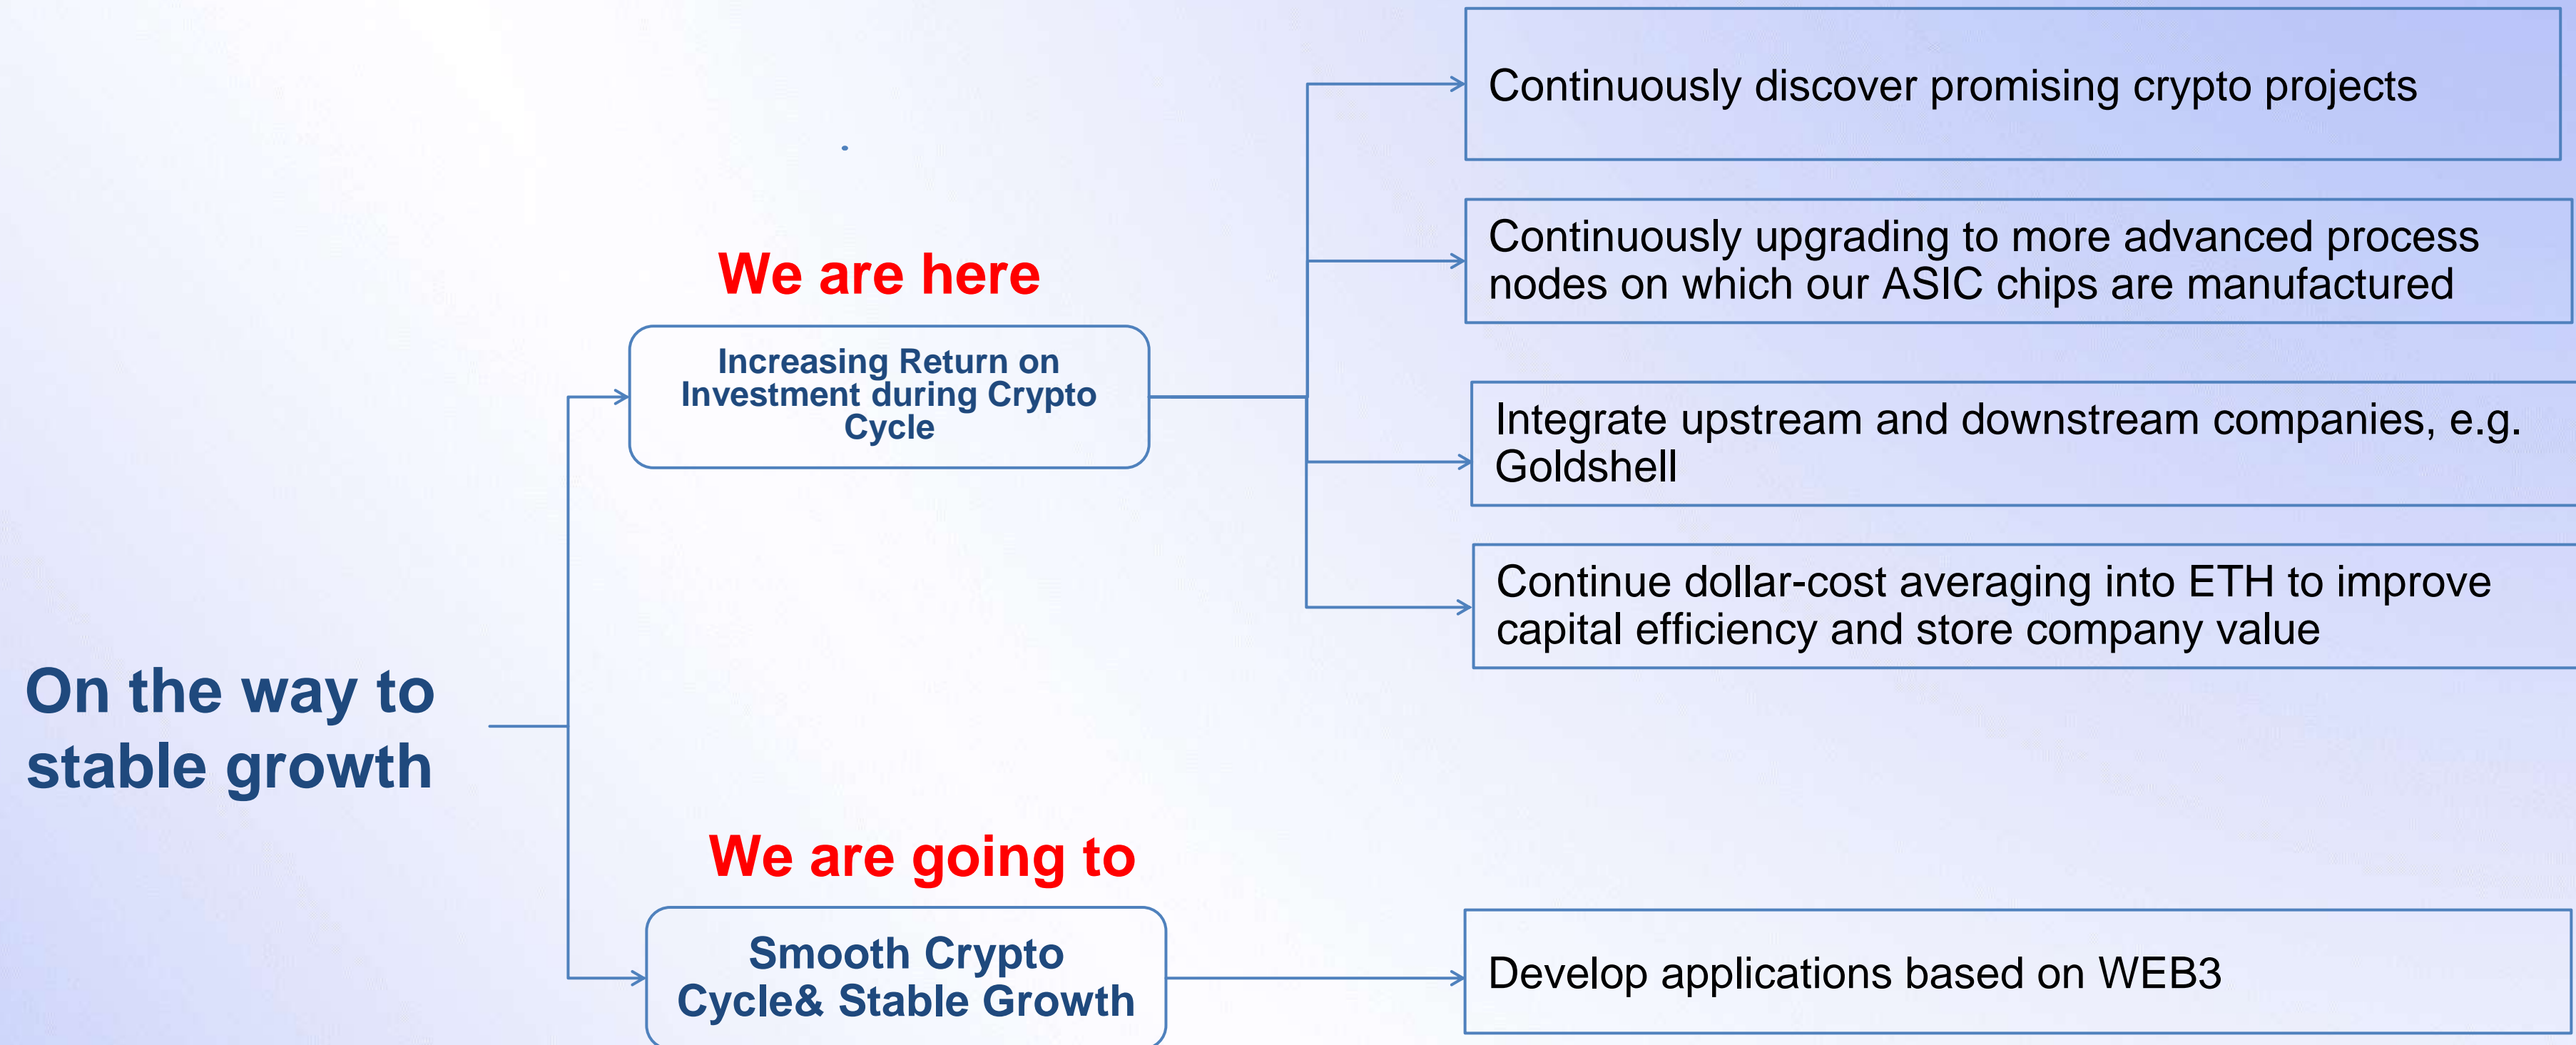 On the way to
stable growth
We are here
Increasing Return on
Investment during Crypto
Cycle
Continuously discover promising crypto projects
Continuously upgrading to more advanced process
nodes on which our ASIC chips are manufactured
Integrate upstream and downstream companies, e.g.
Goldshell
Continue dollar-cost averaging into ETH to improve
capital efficiency and store company value
We are going to
Smooth Crypto
Cycle& Stable Growth
Develop applications based on WEB3